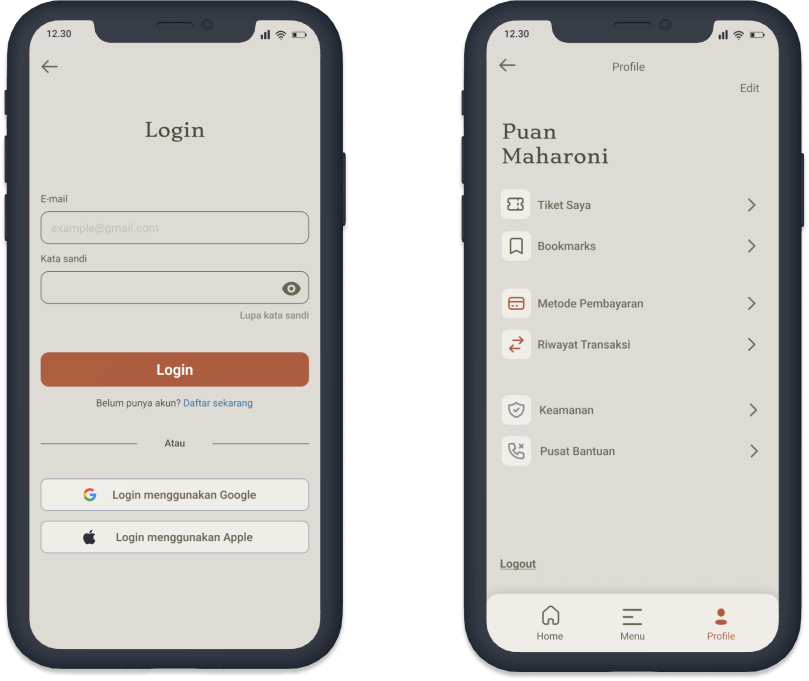 12.30
Login
E-mail
example@gmail.com
Kata sandi
Lupa kata sandi
Login
Belum punya akun? Daftar sekarang
Atau
Login menggunakan Google
Login menggunakan Apple
12.30
Profile
Edit
Puan
Maharoni
Tiket Saya
Bookmarks
Metode Pembayaran
Riwayat Transaksi
Keamanan
Pusat Bantuan
Logout
Home
Menu
Profile